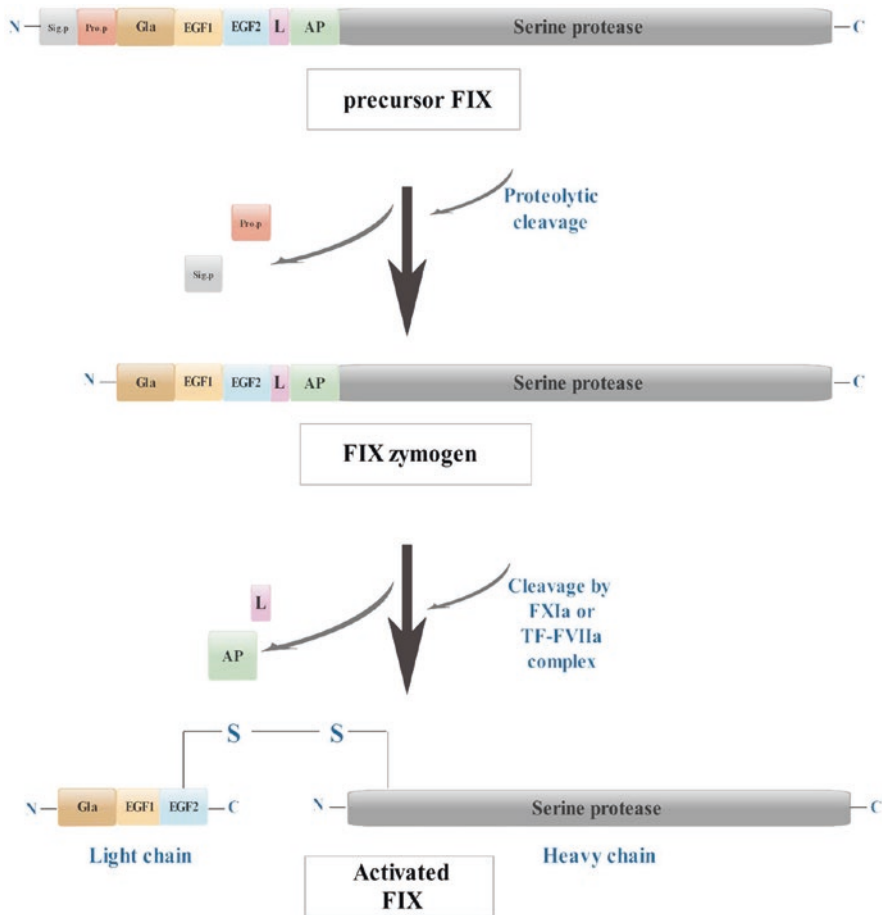 N Sig.p Pro.p Gla EGF1 EGF2 L AP Serine protease C
precursor FIX
Proteolytic
cleavage
Pro.p
Sig.p
N Gla EGF1 EGF2 L AP Serine protease C
FIX zymogen
Cleavage by
FXIa or
TF-FVIIa
complex
L
AP
S S
N Gla EGF1 EGF2 C N Serine protease C
Light chain Heavy chain
Activated
FIX